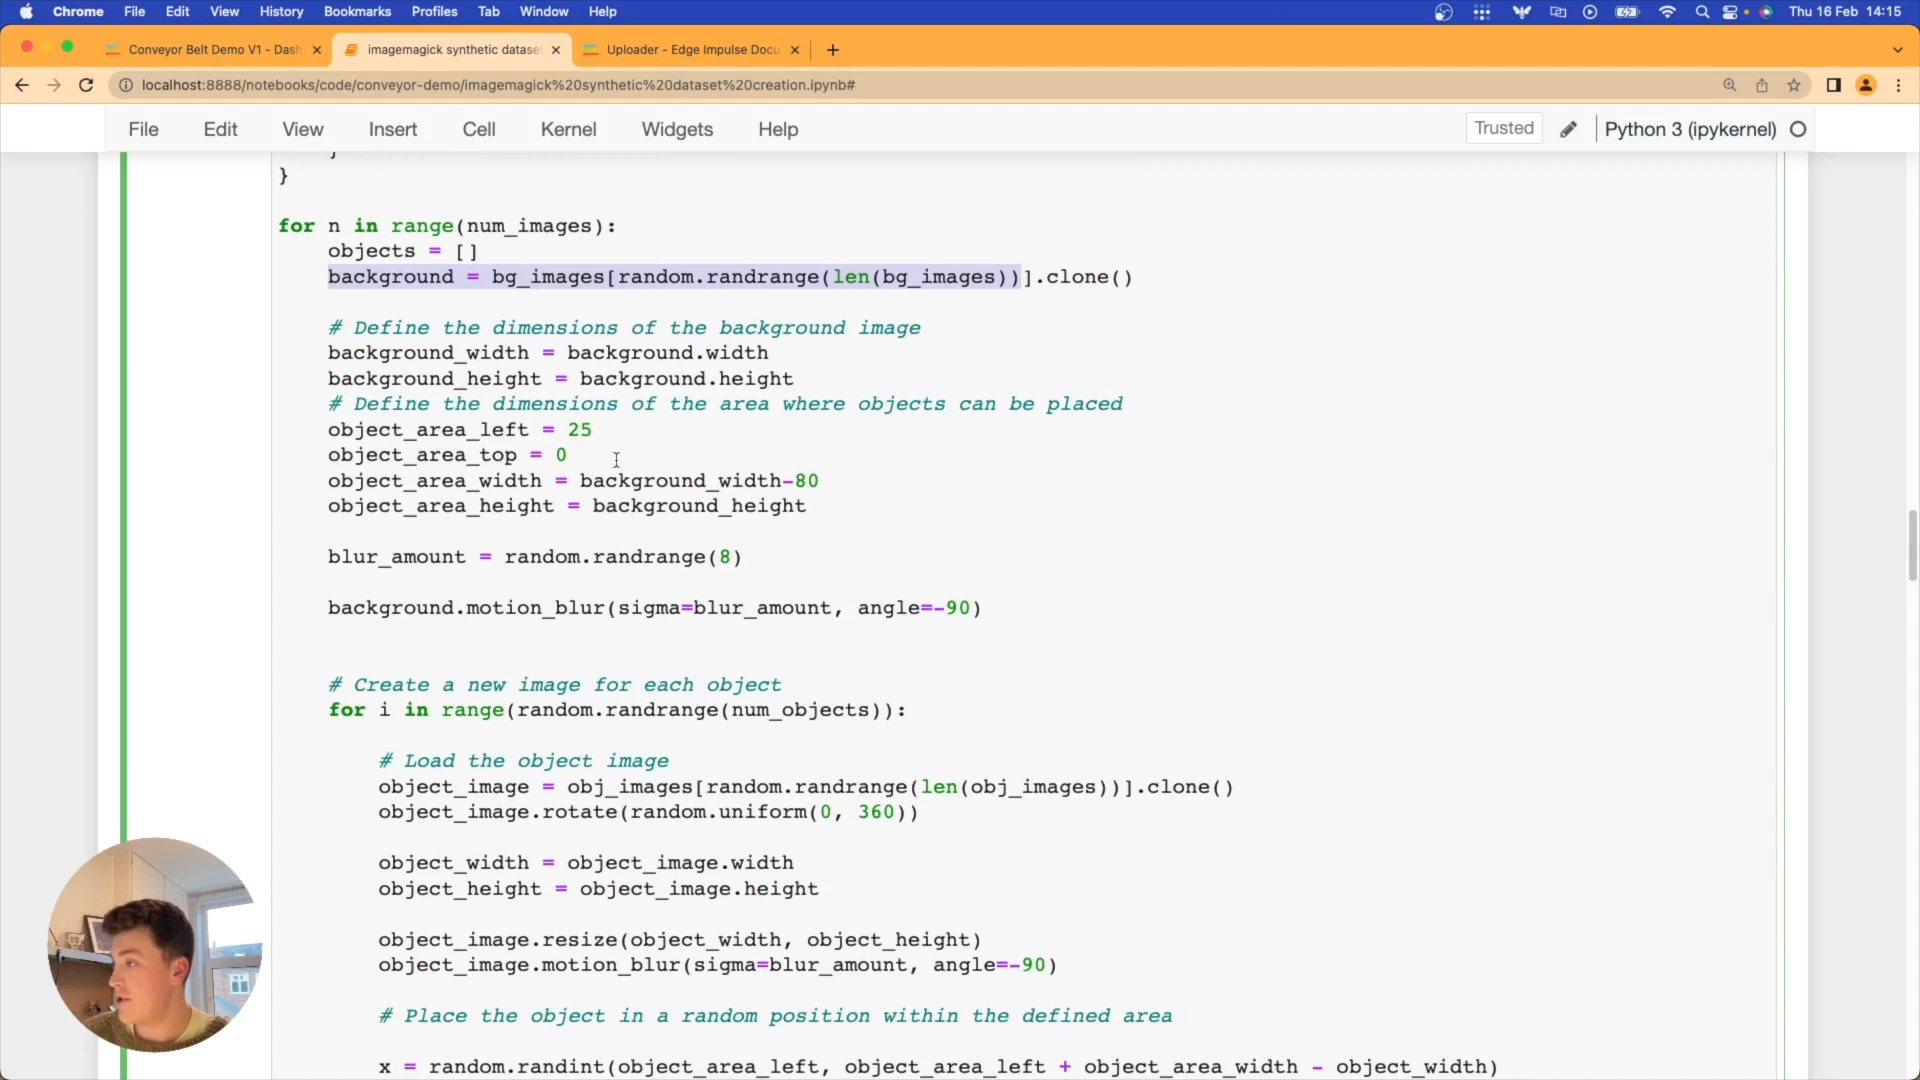 Chrome File Edit View History Bookmarks Profiles Tab Window Help Thu 16 Feb 14:15
Conveyor Belt Demo V1 - Dash imagemagick synthetic datase Uploader - Edge Impulse Docu
localhost:8888/notebooks/code/conveyor-demo/imagemagick%20synthetic%20dataset%20creation.ipynb#
File Edit View Insert Cell Kernel Widgets Help Trusted Python 3 (ipykernel)
}
}
for n in range(num_images):
objects = []
background = bg_images[random.randrange(len(bg_images))].clone()
# Define the dimensions of the background image
background_width = background.width
background_height = background.height
# Define the dimensions of the area where objects can be placed
object_area_left = 25
object_area_top = 0
object_area_width = background_width-80
object_area_height = background_height
blur_amount = random.randrange(8)
background.motion_blur(sigma=blur_amount, angle=-90)
# Create a new image for each object
for i in range(random.randrange(num_objects)):
# Load the object image
object_image = obj_images[random.randrange(len(obj_images))].clone()
object_image.rotate(random.uniform(0, 360))
object_width = object_image.width
object_height = object_image.height
object_image.resize(object_width, object_height)
object_image.motion_blur(sigma=blur_amount, angle=-90)
# Place the object in a random position within the defined area
x = random.randint(object_area_left, object_area_left + object_area_width - object_width)